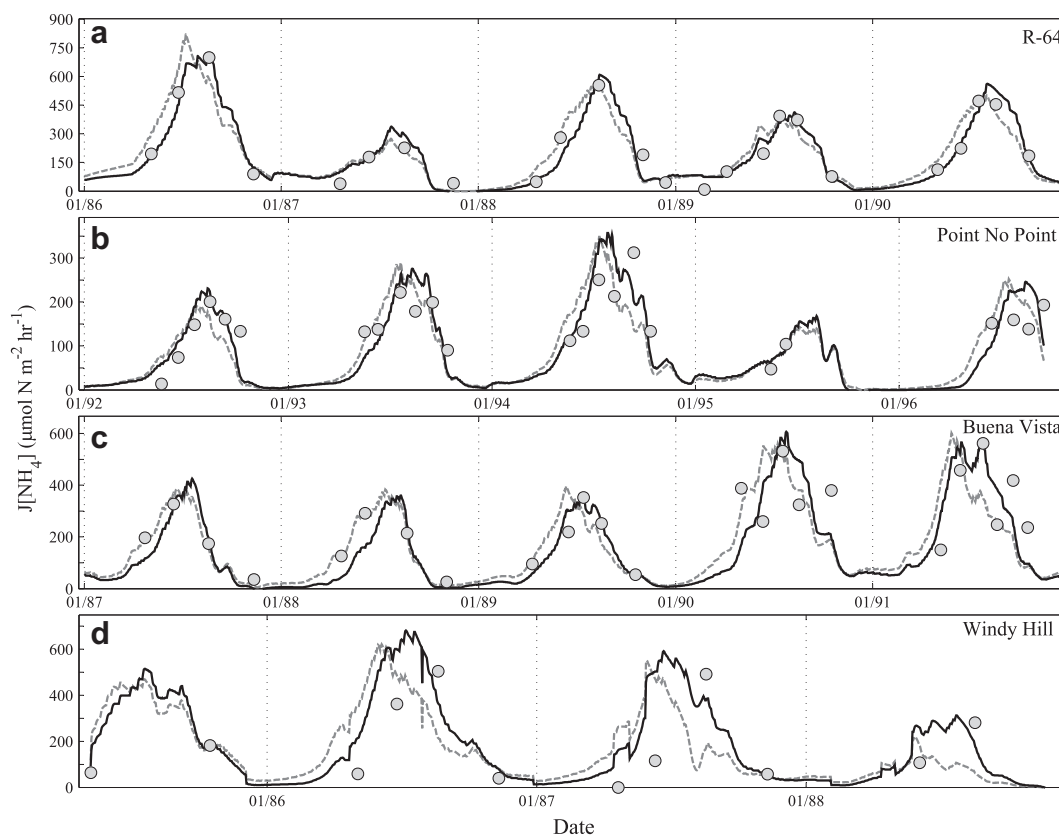 a
R-64
900
750
600
450
300
150
0
01/86 01/87 01/88 01/89 01/90
b
Point No Point
300
200
100
0
01/92 01/93 01/94 01/95 01/96
c
Buena Vista
600
400
200
0
01/87 01/88 01/89 01/90 01/91
d
Windy Hill
600
400
200
0
01/86 01/87 01/88
J[NH4] (μmol N m-2 hr-1)
Date